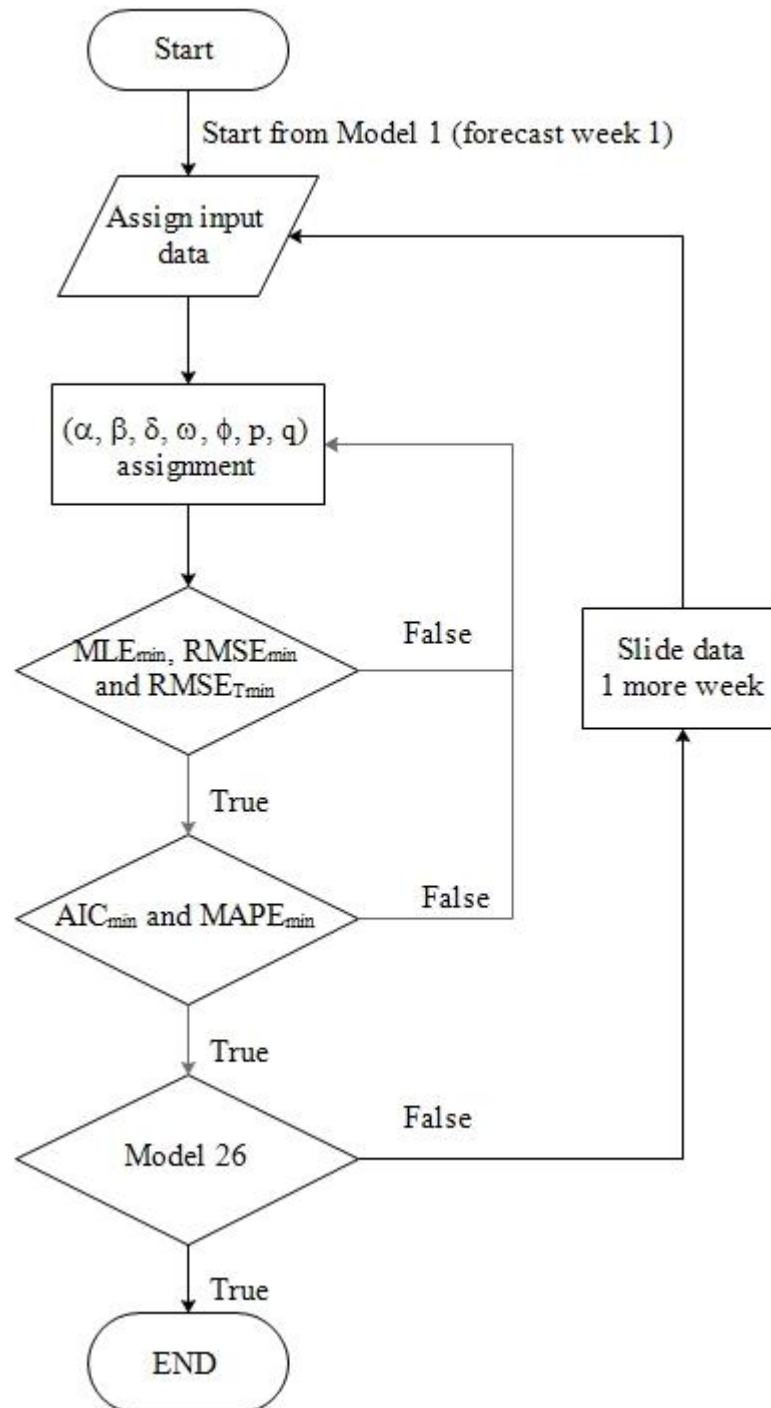 Start
Start from Model 1 (forecast week 1)
Assign input
data
(α, β, δ, ω, ϕ, p, q)
assignment
MLEmin, RMSEmin
and RMSETmin
False
Slide data
1 more week
True
AICmin and MAPEmin
False
True
Model 26
False
True
END